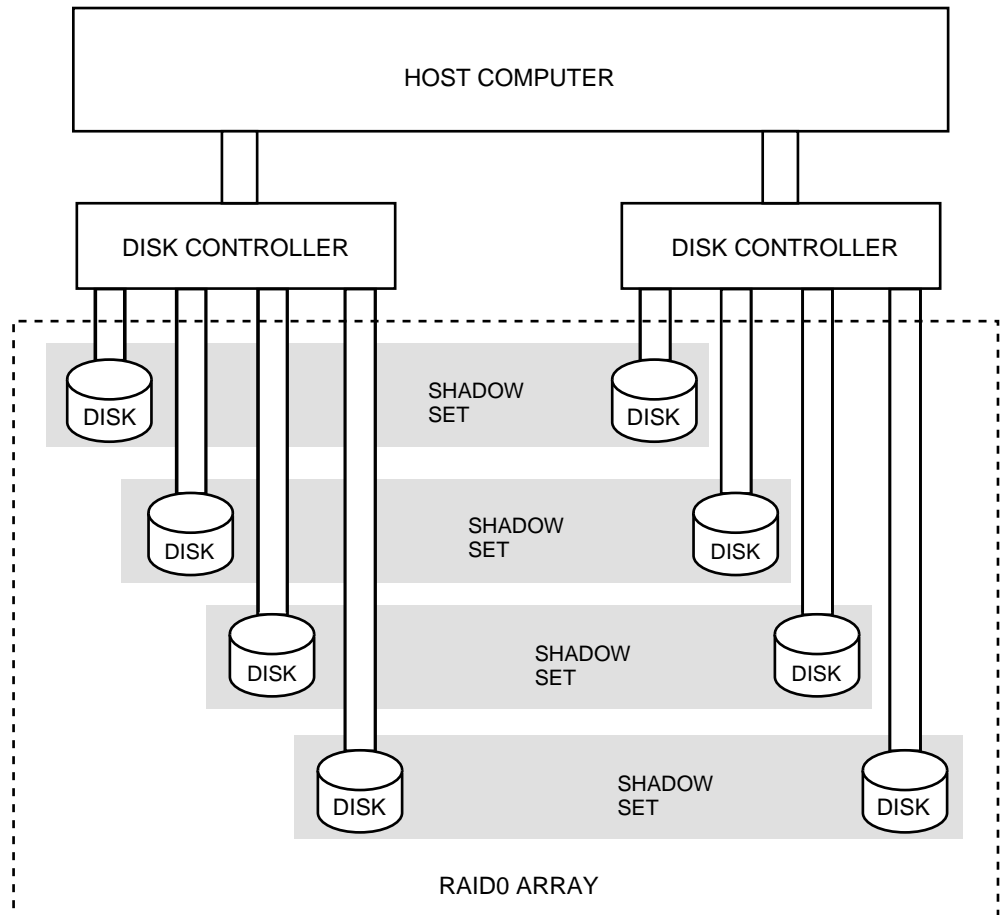 HOST COMPUTER
DISK CONTROLLER
DISK CONTROLLER
DISK
SHADOW
SET
DISK
DISK
SHADOW
SET
DISK
DISK
SHADOW
SET
DISK
DISK
SHADOW
SET
DISK
RAID0 ARRAY